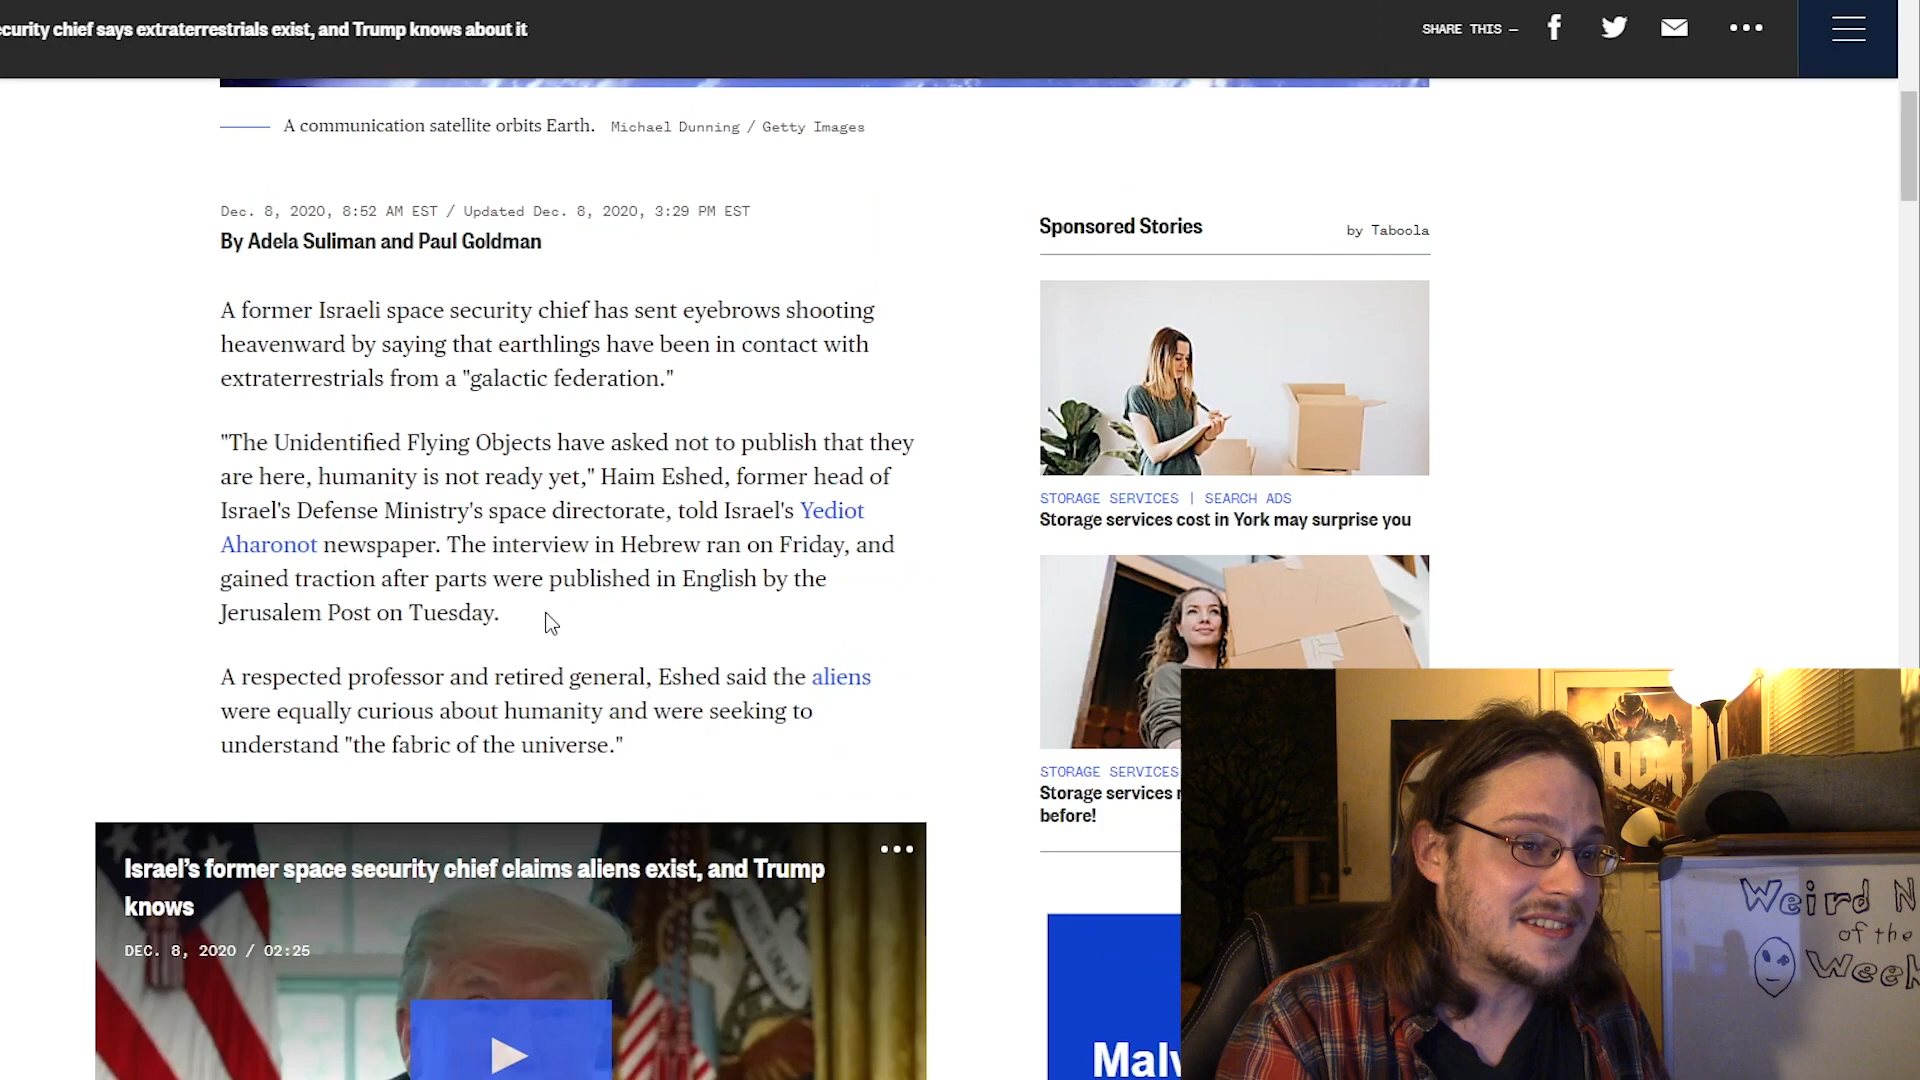 ecurity chief says extraterrestrials exist, and Trump knows about it
SHARE THIS —
A communication satellite orbits Earth. Michael Dunning / Getty Images
Dec. 8, 2020, 8:52 AM EST / Updated Dec. 8, 2020, 3:29 PM EST
By Adela Suliman and Paul Goldman
A former Israeli space security chief has sent eyebrows shooting
heavenward by saying that earthlings have been in contact with
extraterrestrials from a "galactic federation."
"The Unidentified Flying Objects have asked not to publish that they
are here, humanity is not ready yet," Haim Eshed, former head of
Israel's Defense Ministry's space directorate, told Israel's Yediot
Aharonot newspaper. The interview in Hebrew ran on Friday, and
gained traction after parts were published in English by the
Jerusalem Post on Tuesday.
A respected professor and retired general, Eshed said the aliens
were equally curious about humanity and were seeking to
understand "the fabric of the universe."
Israel's former space security chief claims aliens exist, and Trump
knows
DEC. 8, 2020 / 02:25
Sponsored Stories
by Taboola
STORAGE SERVICES | SEARCH ADS
Storage services cost in York may surprise you
STORAGE SERVICES
Storage services
before!
Malw
DOOM
Weird N
of the
Week